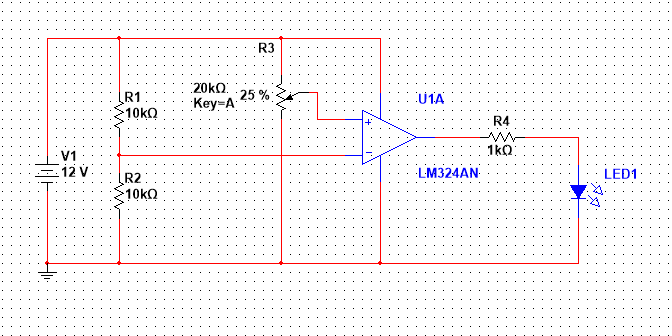 R3
R1
10kΩ
20kΩ
Key=A
25 %
U1A
+
−
R4
1kΩ
V1
12 V
R2
10kΩ
LM324AN
LED1